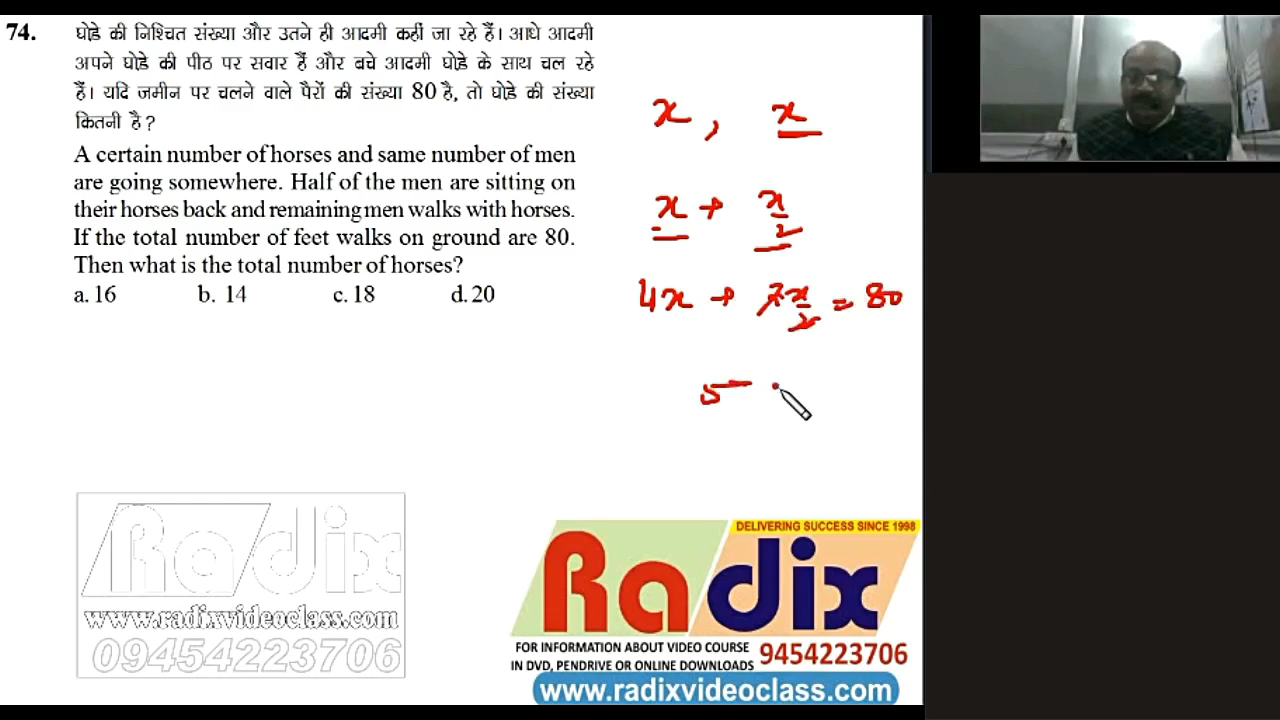 74. घोडे की निश्चित संख्या और उतने ही आदमी कहीं जा रहे हैं। आधे आदमी
अपने घोडे की पीठ पर सवार हैं और बचे आदमी घोडे के साथ चल रहे
हैं। यदि जमीन पर चलने वाले पैरों की संख्या 80 है, तो घोडे की संख्या
कितनी है?
A certain number of horses and same number of men
are going somewhere. Half of the men are sitting on
their horses back and remaining men walks with horses.
If the total number of feet walks on ground are 80.
Then what is the total number of horses?
a. 16 b. 14 c. 18 d. 20
x, x
x + x/2
4x + 2x/2 = 80
5
Radix
www.radixvideoclass.com
09454223706
DELIVERING SUCCESS SINCE 1998
Radix
FOR INFORMATION ABOUT VIDEO COURSE
IN DVD, PENDRIVE OR ONLINE DOWNLOADS 9454223706
www.radixvideoclass.com